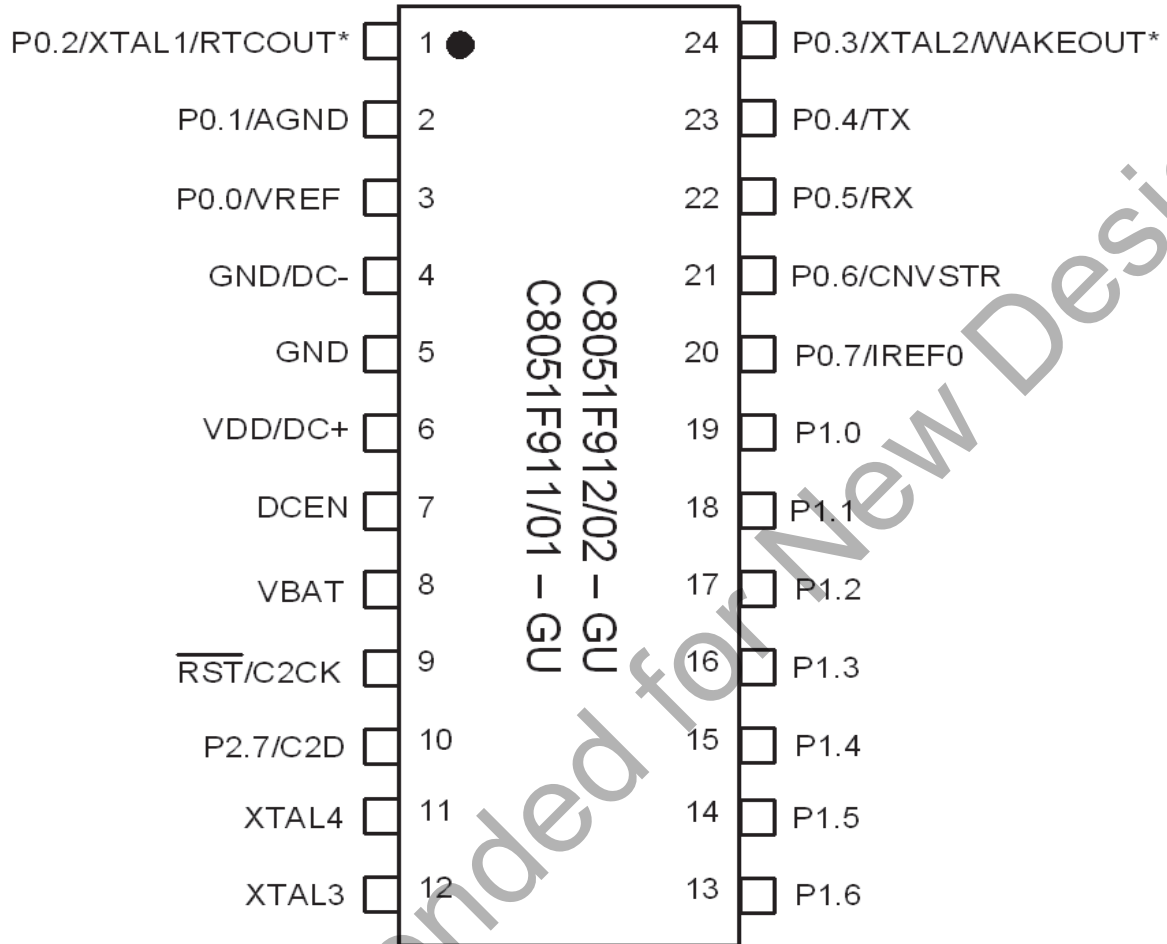 P0.2/XTAL1/RTCOUT* 1 24 P0.3/XTAL2/WAKEOUT*
P0.1/AGND 2 23 P0.4/TX
P0.0/VREF 3 22 P0.5/RX
GND/DC- 4 21 P0.6/CNVSTR
GND 5 20 P0.7/IREF0
VDD/DC+ 6 19 P1.0
DCEN 7 18 P1.1
VBAT 8 17 P1.2
RST/C2CK 9 16 P1.3
P2.7/C2D 10 15 P1.4
XTAL4 11 14 P1.5
XTAL3 12 13 P1.6
C8051F912/02 – GU
C8051F911/01 – GU
for New